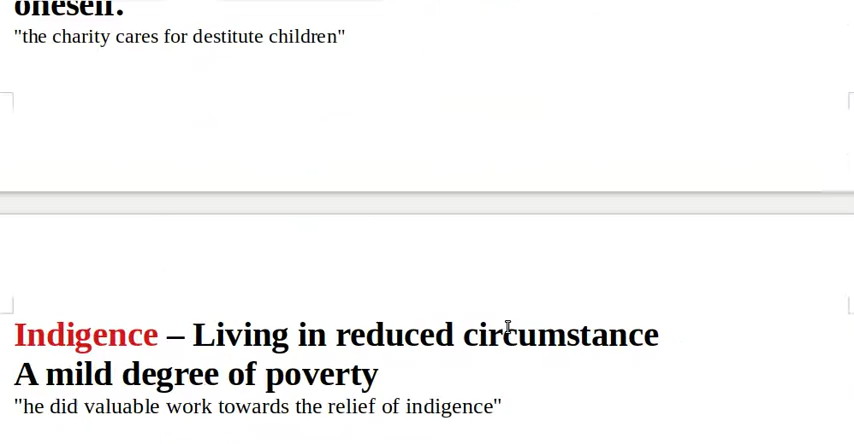 oneself.
"the charity cares for destitute children"
Indigence – Living in reduced circumstance
A mild degree of poverty
"he did valuable work towards the relief of indigence"